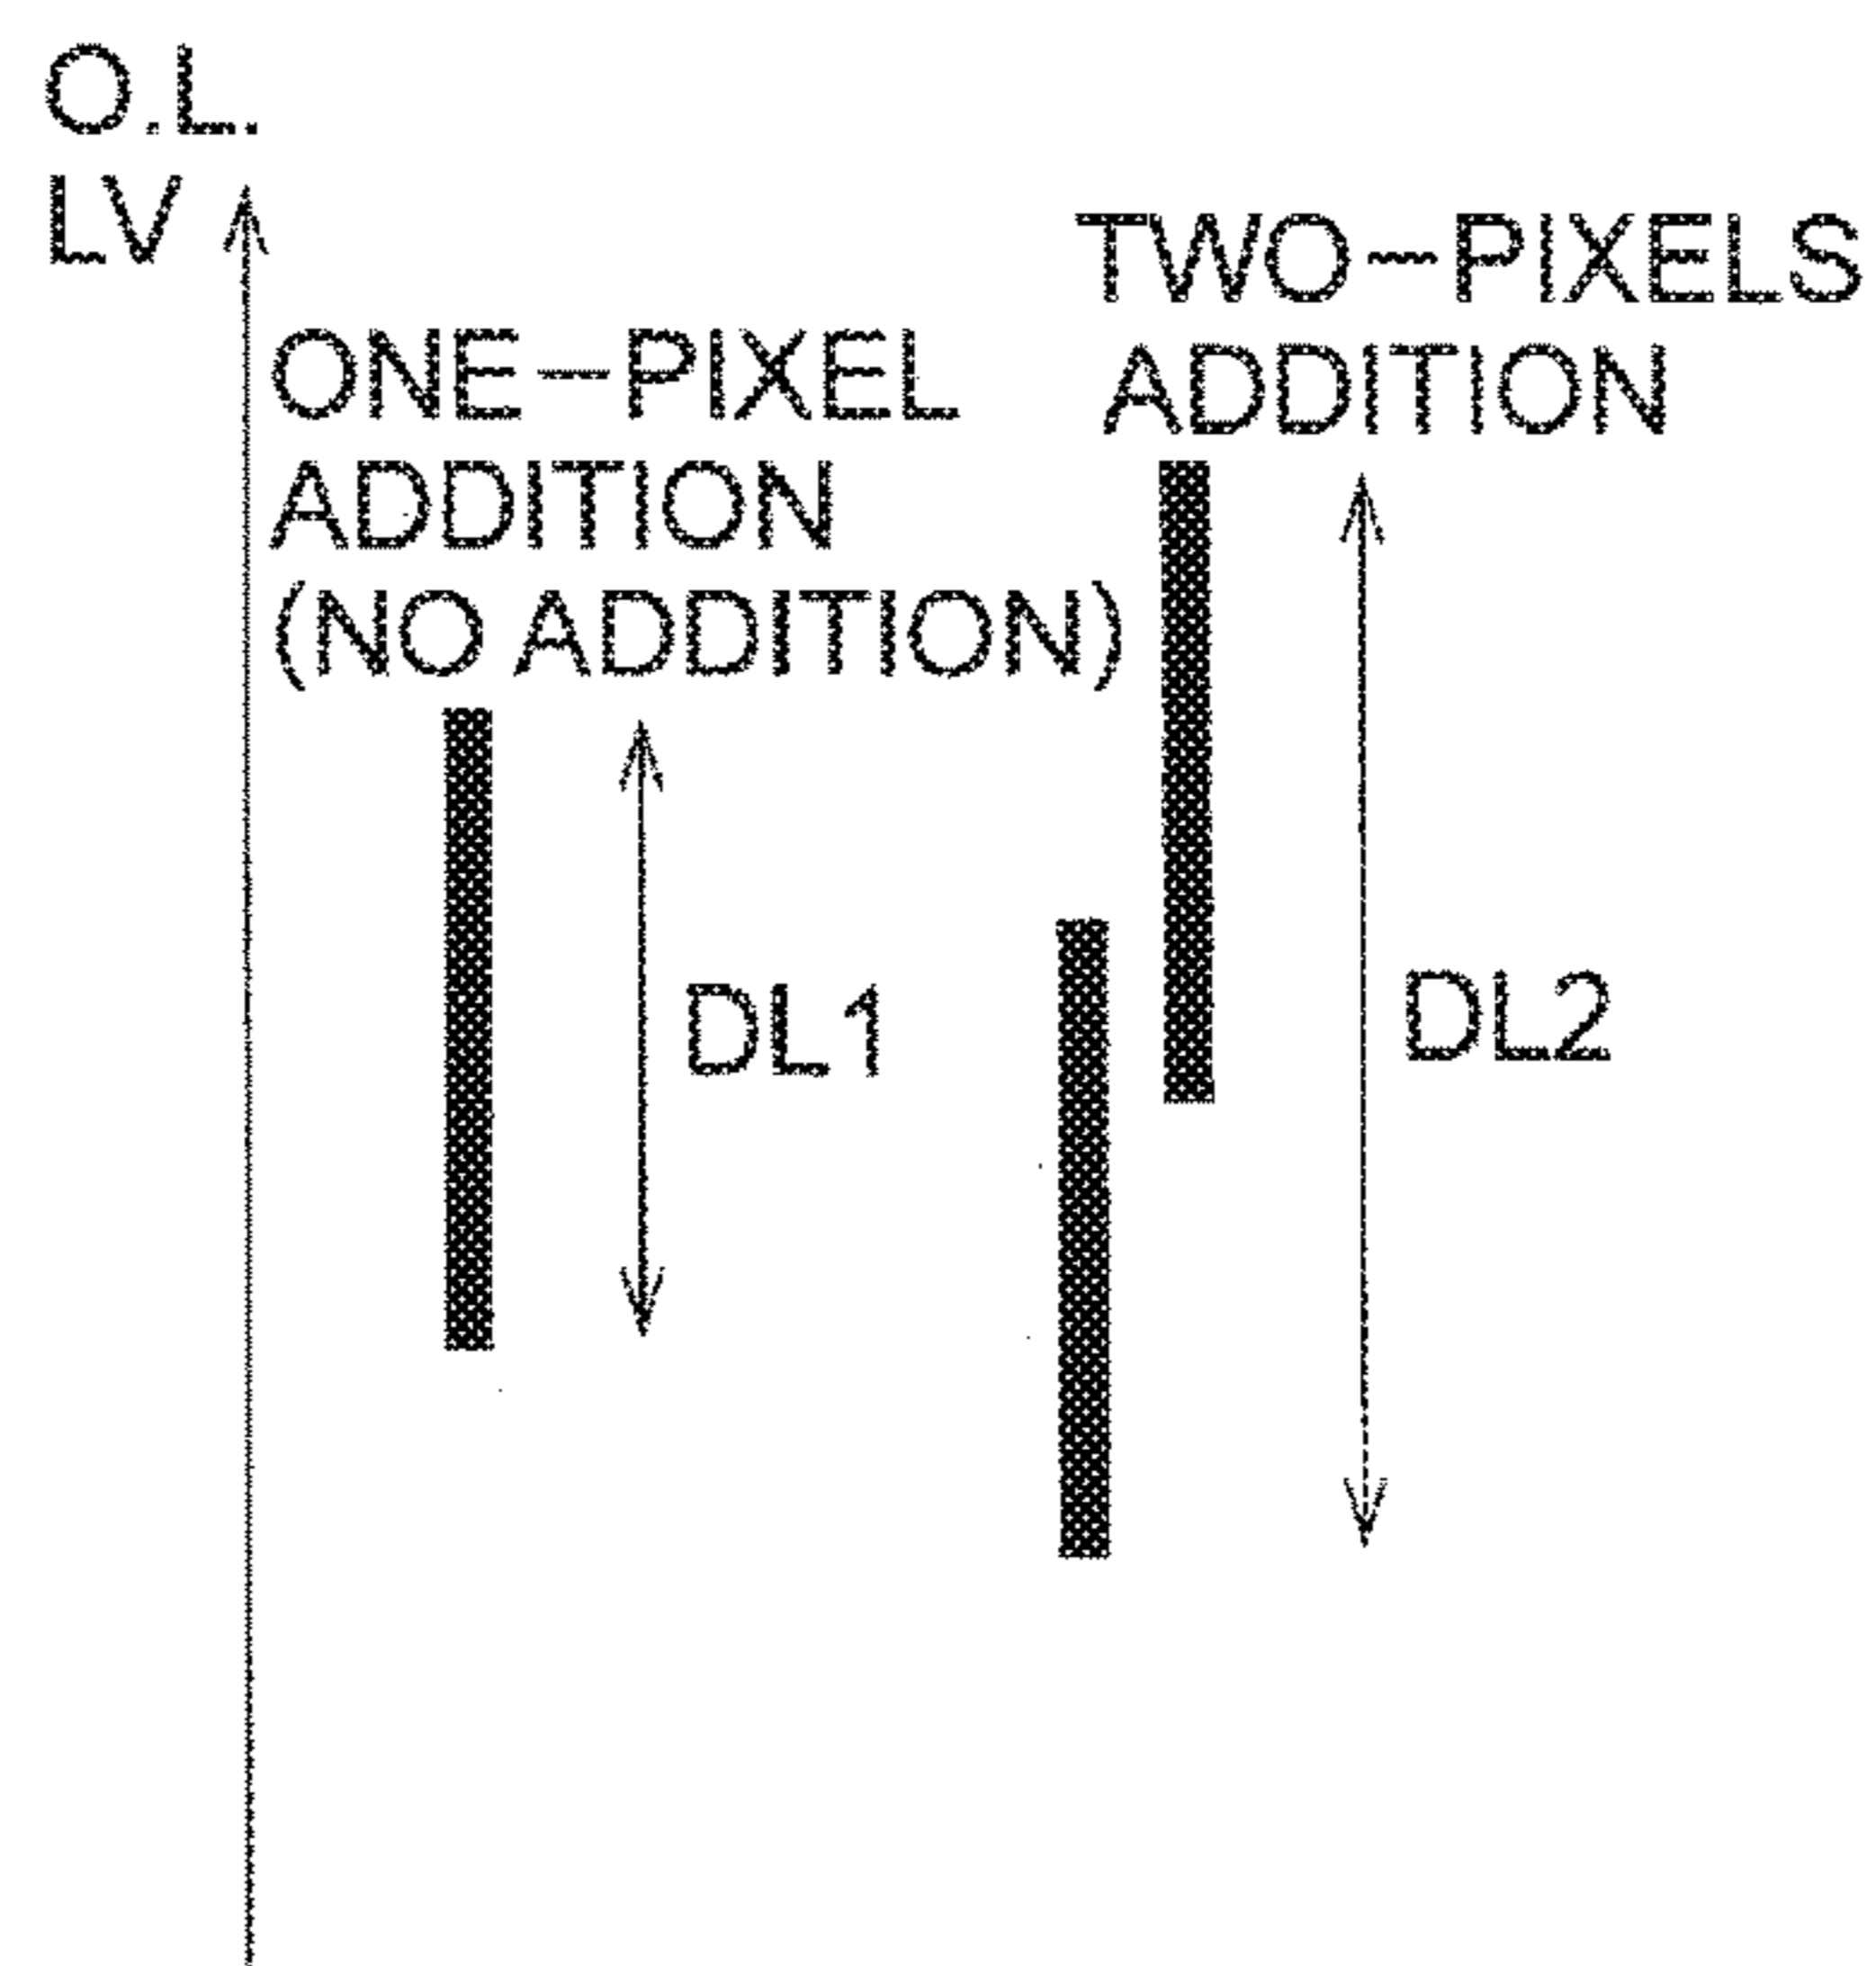 O.L.
LV
ONE-PIXEL
ADDITION
(NO ADDITION)
DL1
TWO-PIXELS
ADDITION
DL2